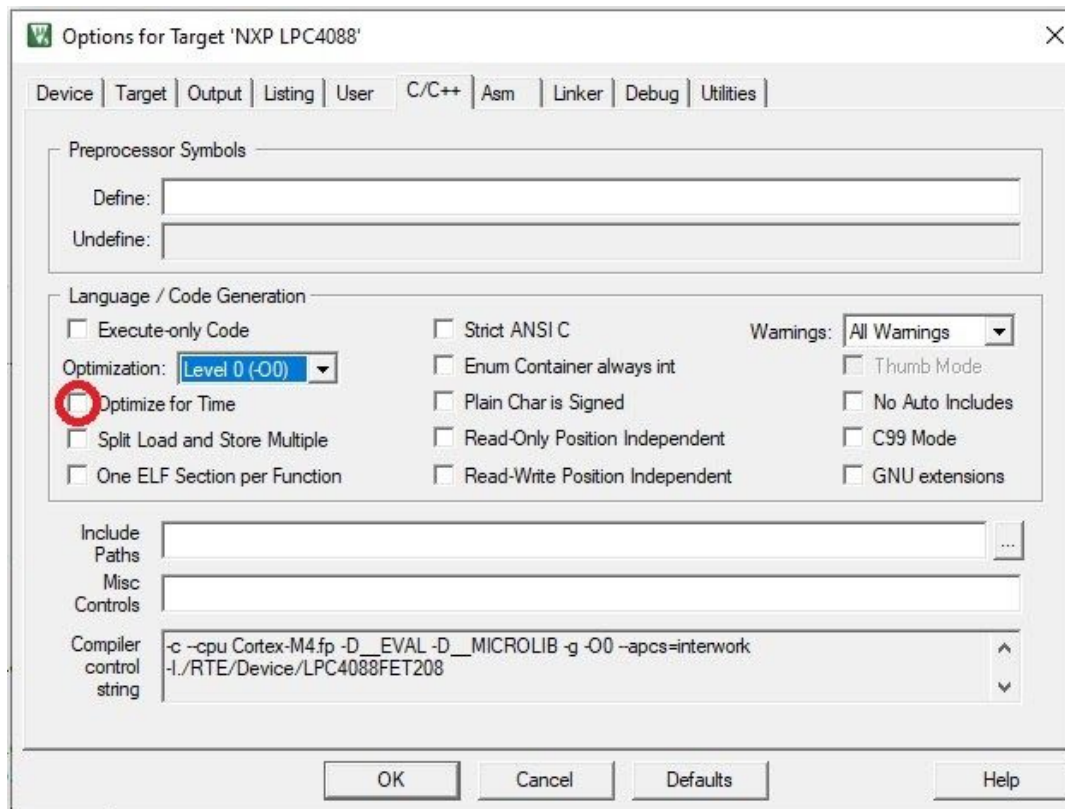 Options for Target 'NXP LPC4088'
Device Target Output Listing User C/C++ Asm Linker Debug Utilities
Preprocessor Symbols
Define:
Undefine:
Language / Code Generation
Execute-only Code Strict ANSI C Warnings: All Warnings
Optimization: Level 0 (-O0) Enum Container always int Thumb Mode
Optimize for Time Plain Char is Signed No Auto Includes
Split Load and Store Multiple Read-Only Position Independent C99 Mode
One ELF Section per Function Read-Write Position Independent GNU extensions
Include
Paths
...
Misc
Controls
Compiler
control
string
-c --cpu Cortex-M4.fp -D__EVAL -D__MICROLIB -g -O0 --apcs=interwork
-I./RTE/Device/LPC4088FET208
OK Cancel Defaults Help